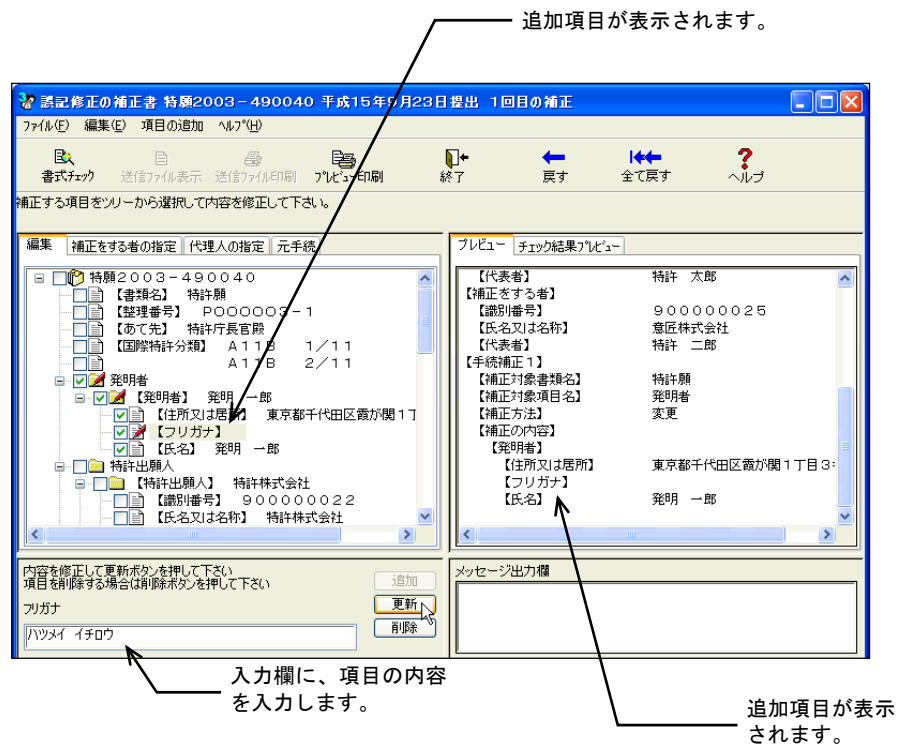 追加項目が表示されます。
誤記修正の補正書 特願2003-490040 平成15年9月23日提出 1回目の補正
ﾌｧｲﾙ(F) 編集(E) 項目の追加 ﾍﾙﾌﾟ(H)
書式ﾁｪｯｸ 送信ﾌｧｲﾙ表示 送信ﾌｧｲﾙ印刷 ﾌﾟﾚﾋﾞｭｰ印刷 終了 戻す 全て戻す ヘルプ
補正する項目をツリーから選択して内容を修正して下さい。
編集 補正をする者の指定 代理人の指定 元手続
特願２００３－４９００４０
【書類名】 特許願
【整理番号】 Ｐ０００００３－１
【あて先】 特許庁長官殿
【国際特許分類】 Ａ１１Ｂ １／１１
Ａ１１Ｂ ２／１１
発明者
【発明者】 発明 一郎
【住所又は居所】 東京都千代田区霞が関１丁
【フリガナ】
【氏名】 発明 一郎
特許出願人
【特許出願人】 特許株式会社
【識別番号】 ９０００００００２２
【氏名又は名称】 特許株式会社
プレビュー チェック結果ﾌﾟﾚﾋﾞｭｰ
【代表者】 特許 太郎
【補正をする者】
【識別番号】 ９０００００００２５
【氏名又は名称】 意匠株式会社
【代表者】 特許 二郎
【手続補正１】
【補正対象書類名】 特許願
【補正対象項目名】 発明者
【補正方法】 変更
【補正の内容】
【発明者】
【住所又は居所】 東京都千代田区霞が関１丁目３
【フリガナ】
【氏名】 発明 一郎
内容を修正して更新ボタンを押して下さい
項目を削除する場合は削除ボタンを押して下さい
追加
フリガナ
更新
ハツメイ イチロウ
削除
メッセージ出力欄
入力欄に、項目の内容
を入力します。
追加項目が表示
されます。